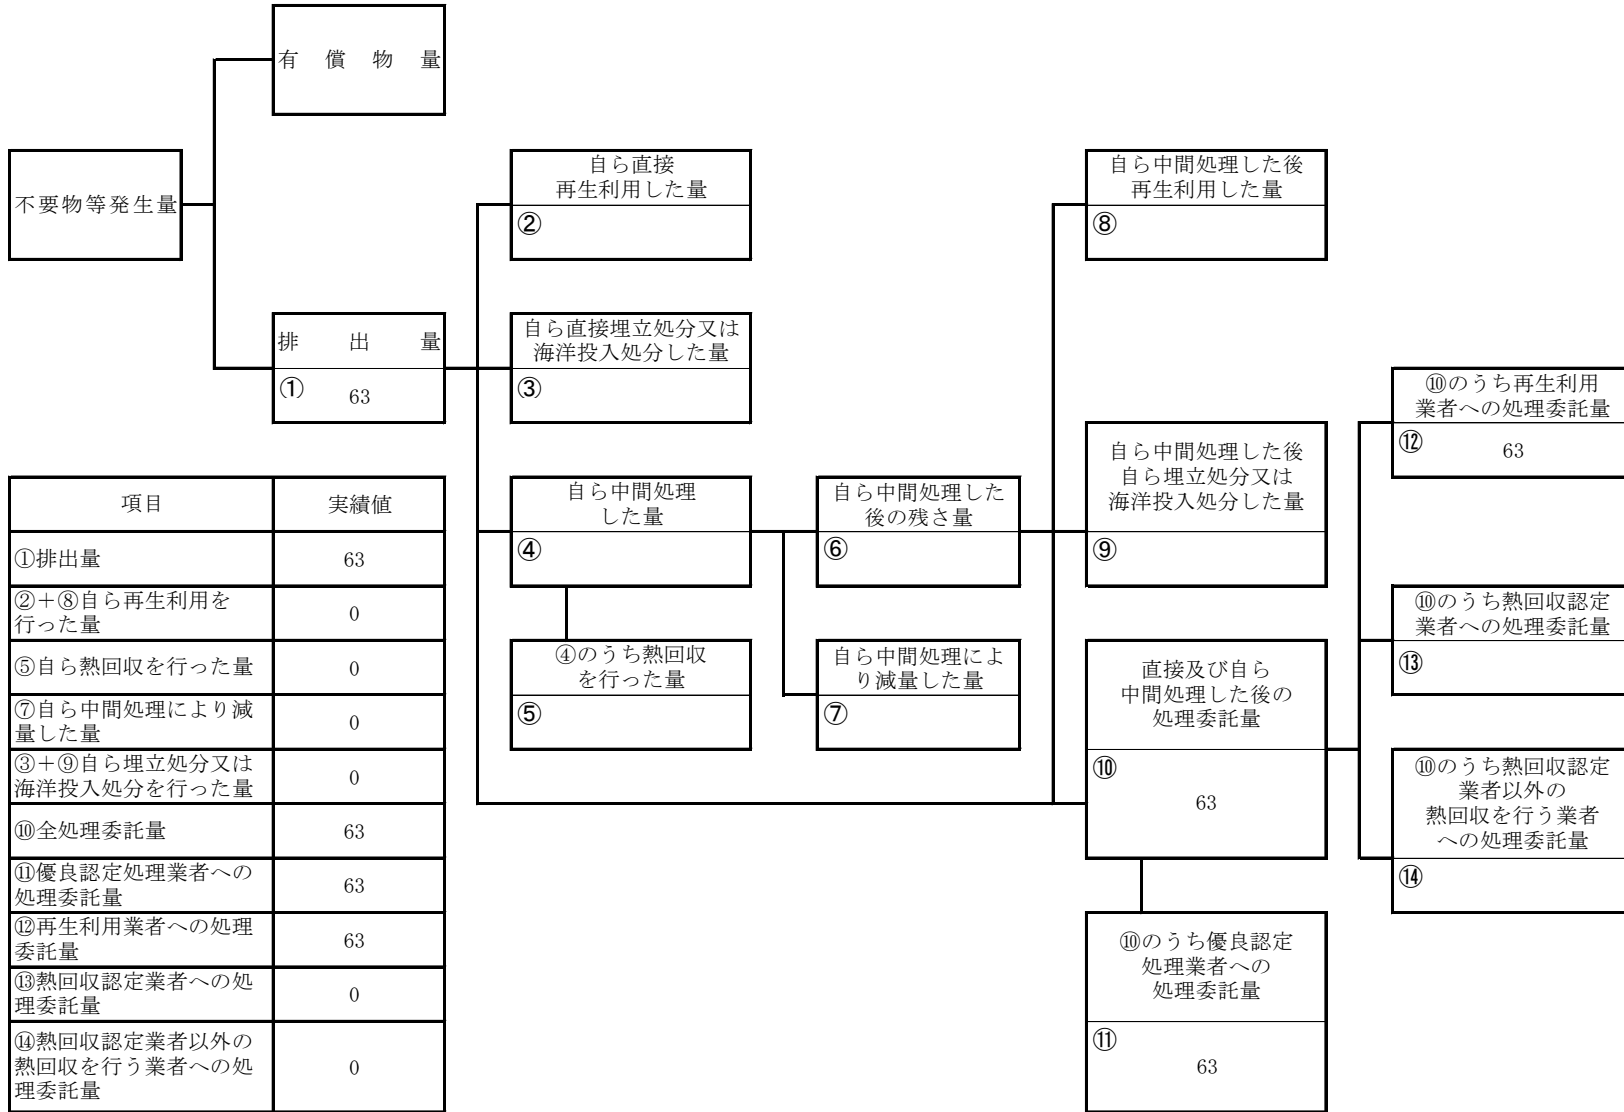 有償物量
不要物等発生量
排出量
① 63
自ら直接
再生利用した量
②
自ら直接埋立処分又は
海洋投入処分した量
③
自ら中間処理
した量
④
④のうち熱回収
を行った量
⑤
自ら中間処理した
後の残さ量
⑥
自ら中間処理によ
り減量した量
⑦
自ら中間処理した後
再生利用した量
⑧
自ら中間処理した後
自ら埋立処分又は
海洋投入処分した量
⑨
直接及び自ら
中間処理した後の
処理委託量
⑩
63
⑩のうち優良認定
処理業者への
処理委託量
⑪
63
⑩のうち再生利用
業者への処理委託量
⑫ 63
⑩のうち熱回収認定
業者への処理委託量
⑬
⑩のうち熱回収認定
業者以外の
熱回収を行う業者
への処理委託量
⑭
項目 実績値
①排出量 63
②+⑧自ら再生利用を
行った量 0
⑤自ら熱回収を行った量 0
⑦自ら中間処理により減
量した量 0
③+⑨自ら埋立処分又は
海洋投入処分を行った量 0
⑩全処理委託量 63
⑪優良認定処理業者への
処理委託量 63
⑫再生利用業者への処理
委託量 63
⑬熱回収認定業者への処
理委託量 0
⑭熱回収認定業者以外の
熱回収を行う業者への処
理委託量 0